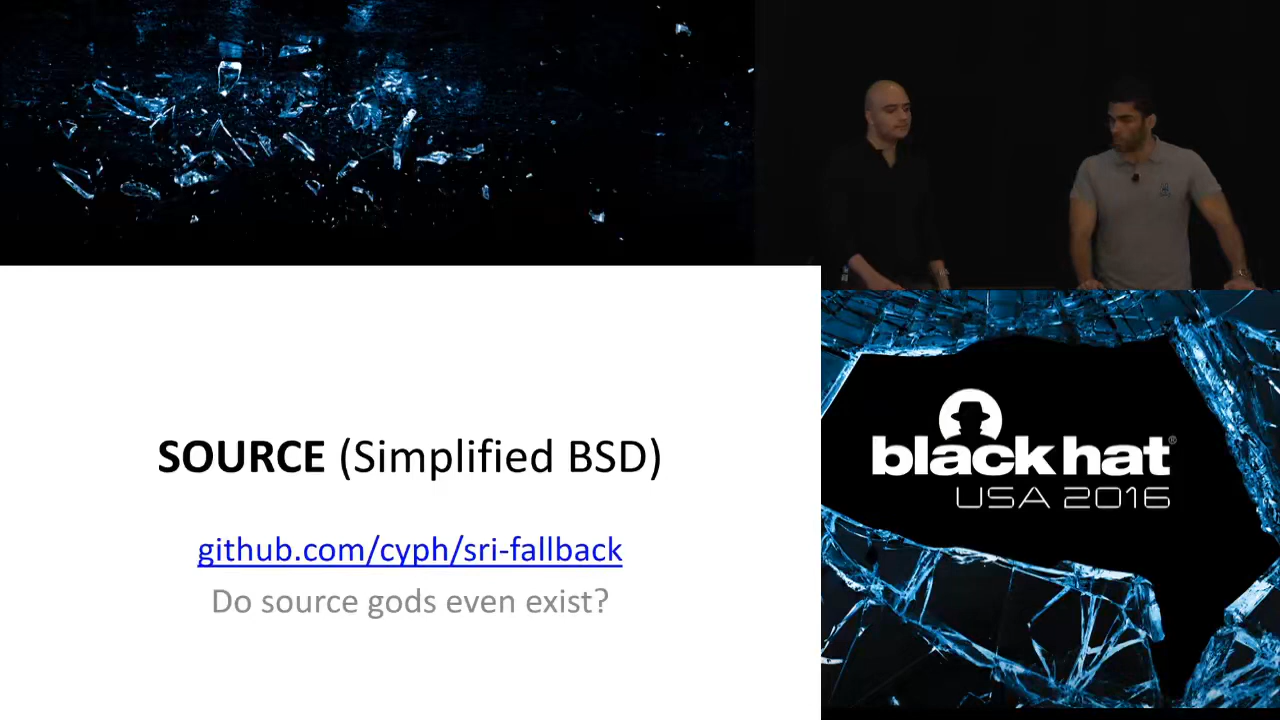 SOURCE (Simplified BSD)
github.com/cyph/sri-fallback
Do source gods even exist?
black hat®
USA 2016